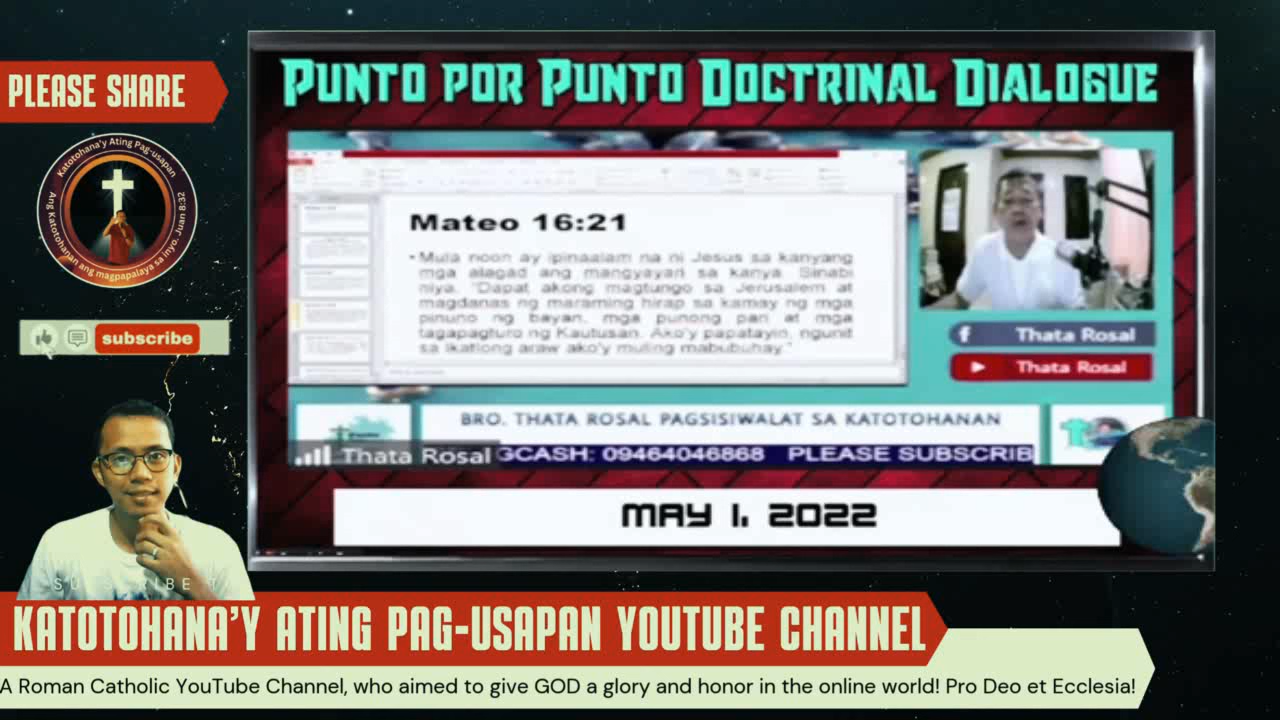 PLEASE SHARE
Katotohana'y Ating Pag-usapan
Ang Katotohanan ang magpapalaya sa inyo. Juan 8:32
subscribe
PUNTO POR PUNTO DOCTRINAL DIALOGUE
Mateo 16:21
• Mula noon ay ipinaalam na ni Jesus sa kanyang
mga alagad ang mangyayari sa kanya. Sinabi
niya, "Dapat akong magtungo sa Jerusalem at
magdanas ng maraming hirap sa kamay ng mga
pinuno ng bayan, mga punong pari at mga
tagapagturo ng Kautusan. Ako'y papatayin, ngunit
sa ikatlong araw ako'y muling mabubuhay."
Thata Rosal
Thata Rosal
BRO. THATA ROSAL PAGSISIWALAT SA KATOTOHANAN
Thata Rosal
GCASH: 09464046868 PLEASE SUBSCRIB
MAY 1, 2022
KATOTOHANA'Y ATING PAG-USAPAN YOUTUBE CHANNEL
A Roman Catholic YouTube Channel, who aimed to give GOD a glory and honor in the online world! Pro Deo et Ecclesia!